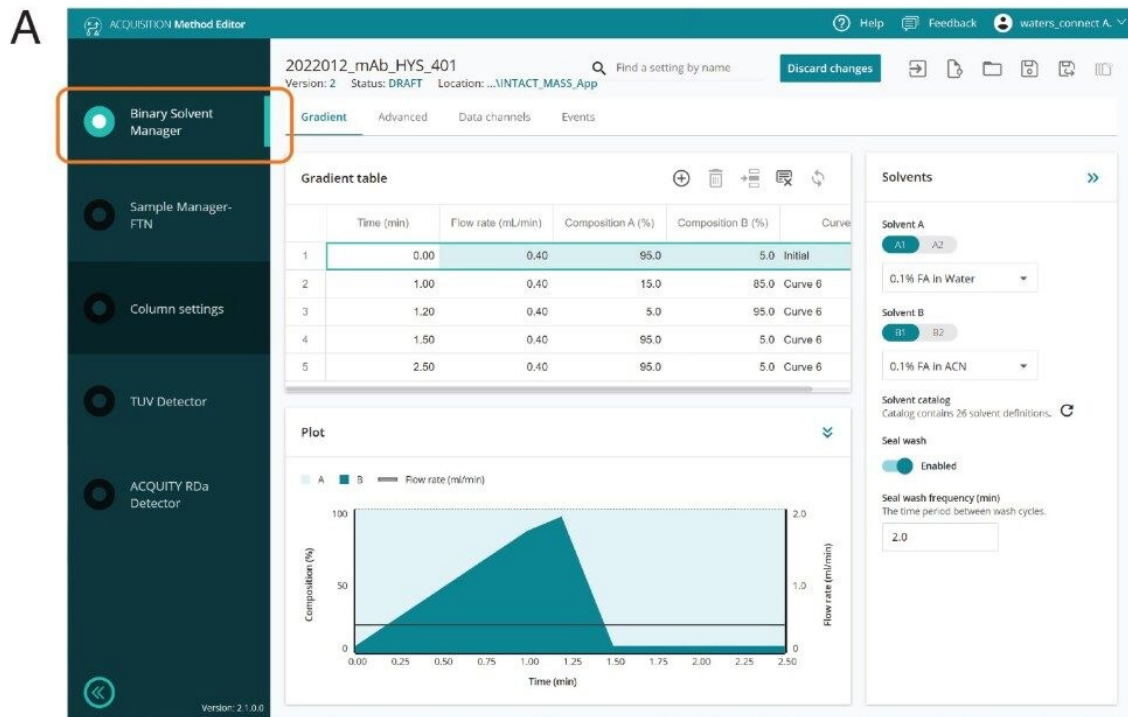 A
ACQUISITION Method Editor
Help Feedback waters_connect A.
2022012_mAb_HYS_401
Version: 2 Status: DRAFT Location: ...\INTACT_MASS_App
Find a setting by name
Discard changes
Binary Solvent
Manager
Sample Manager-
FTN
Column settings
TUV Detector
ACQUITY RDa
Detector
Version: 2.1.0.0
Gradient Advanced Data channels Events
Gradient table
Time (min) Flow rate (mL/min) Composition A (%) Composition B (%) Curve
1 0.00 0.40 95.0 5.0 Initial
2 1.00 0.40 15.0 85.0 Curve 6
3 1.20 0.40 5.0 95.0 Curve 6
4 1.50 0.40 95.0 5.0 Curve 6
5 2.50 0.40 95.0 5.0 Curve 6
Plot
A B Flow rate (ml/min)
Composition (%)
100
50
0
2.0
1.0
0
Flow rate (ml/min)
0.00 0.25 0.50 0.75 1.00 1.25 1.50 1.75 2.00 2.25 2.50
Time (min)
Solvents
Solvent A
A1 A2
0.1% FA in Water
Solvent B
B1 B2
0.1% FA in ACN
Solvent catalog
Catalog contains 26 solvent definitions.
Seal wash
Enabled
Seal wash frequency (min)
The time period between wash cycles.
2.0